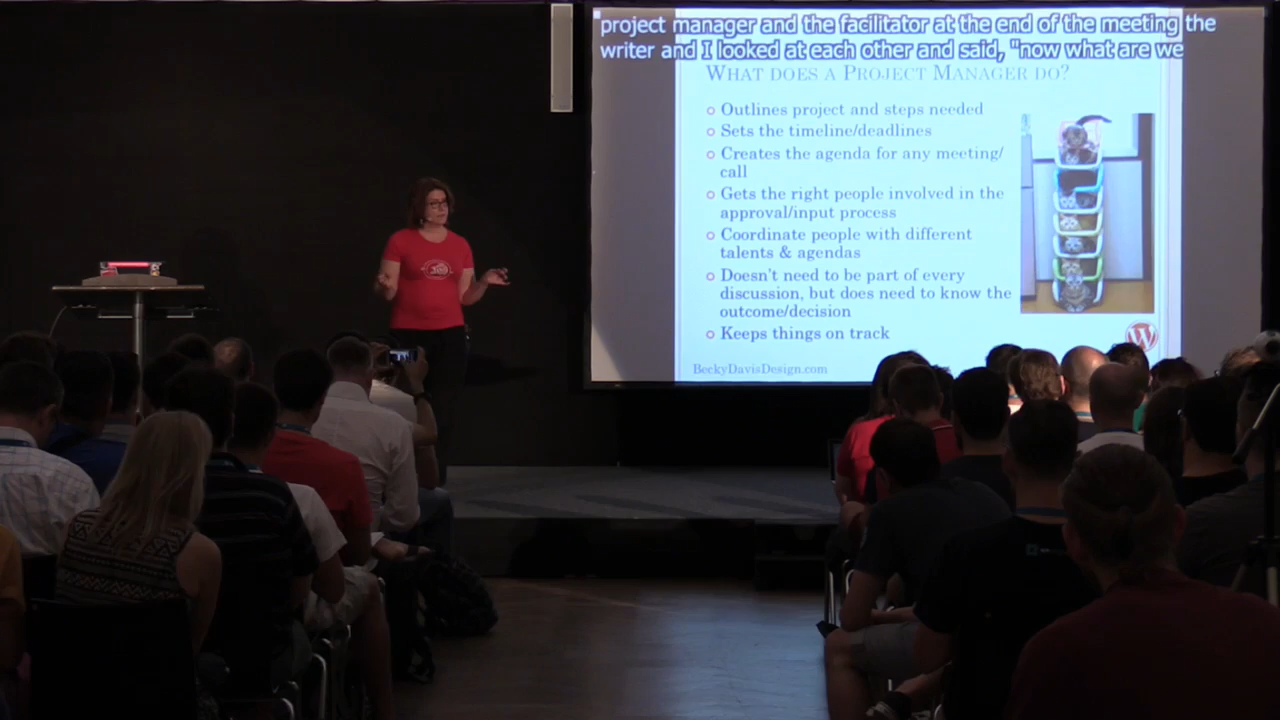 project manager and the facilitator at the end of the meeting the
writer and I looked at each other and said, "now what are we
WHAT DOES A PROJECT MANAGER DO?
Outlines project and steps needed
Sets the timeline/deadlines
Creates the agenda for any meeting/
call
Gets the right people involved in the
approval/input process
Coordinate people with different
talents & agendas
Doesn't need to be part of every
discussion, but does need to know the
outcome/decision
Keeps things on track
BeckyDavisDesign.com